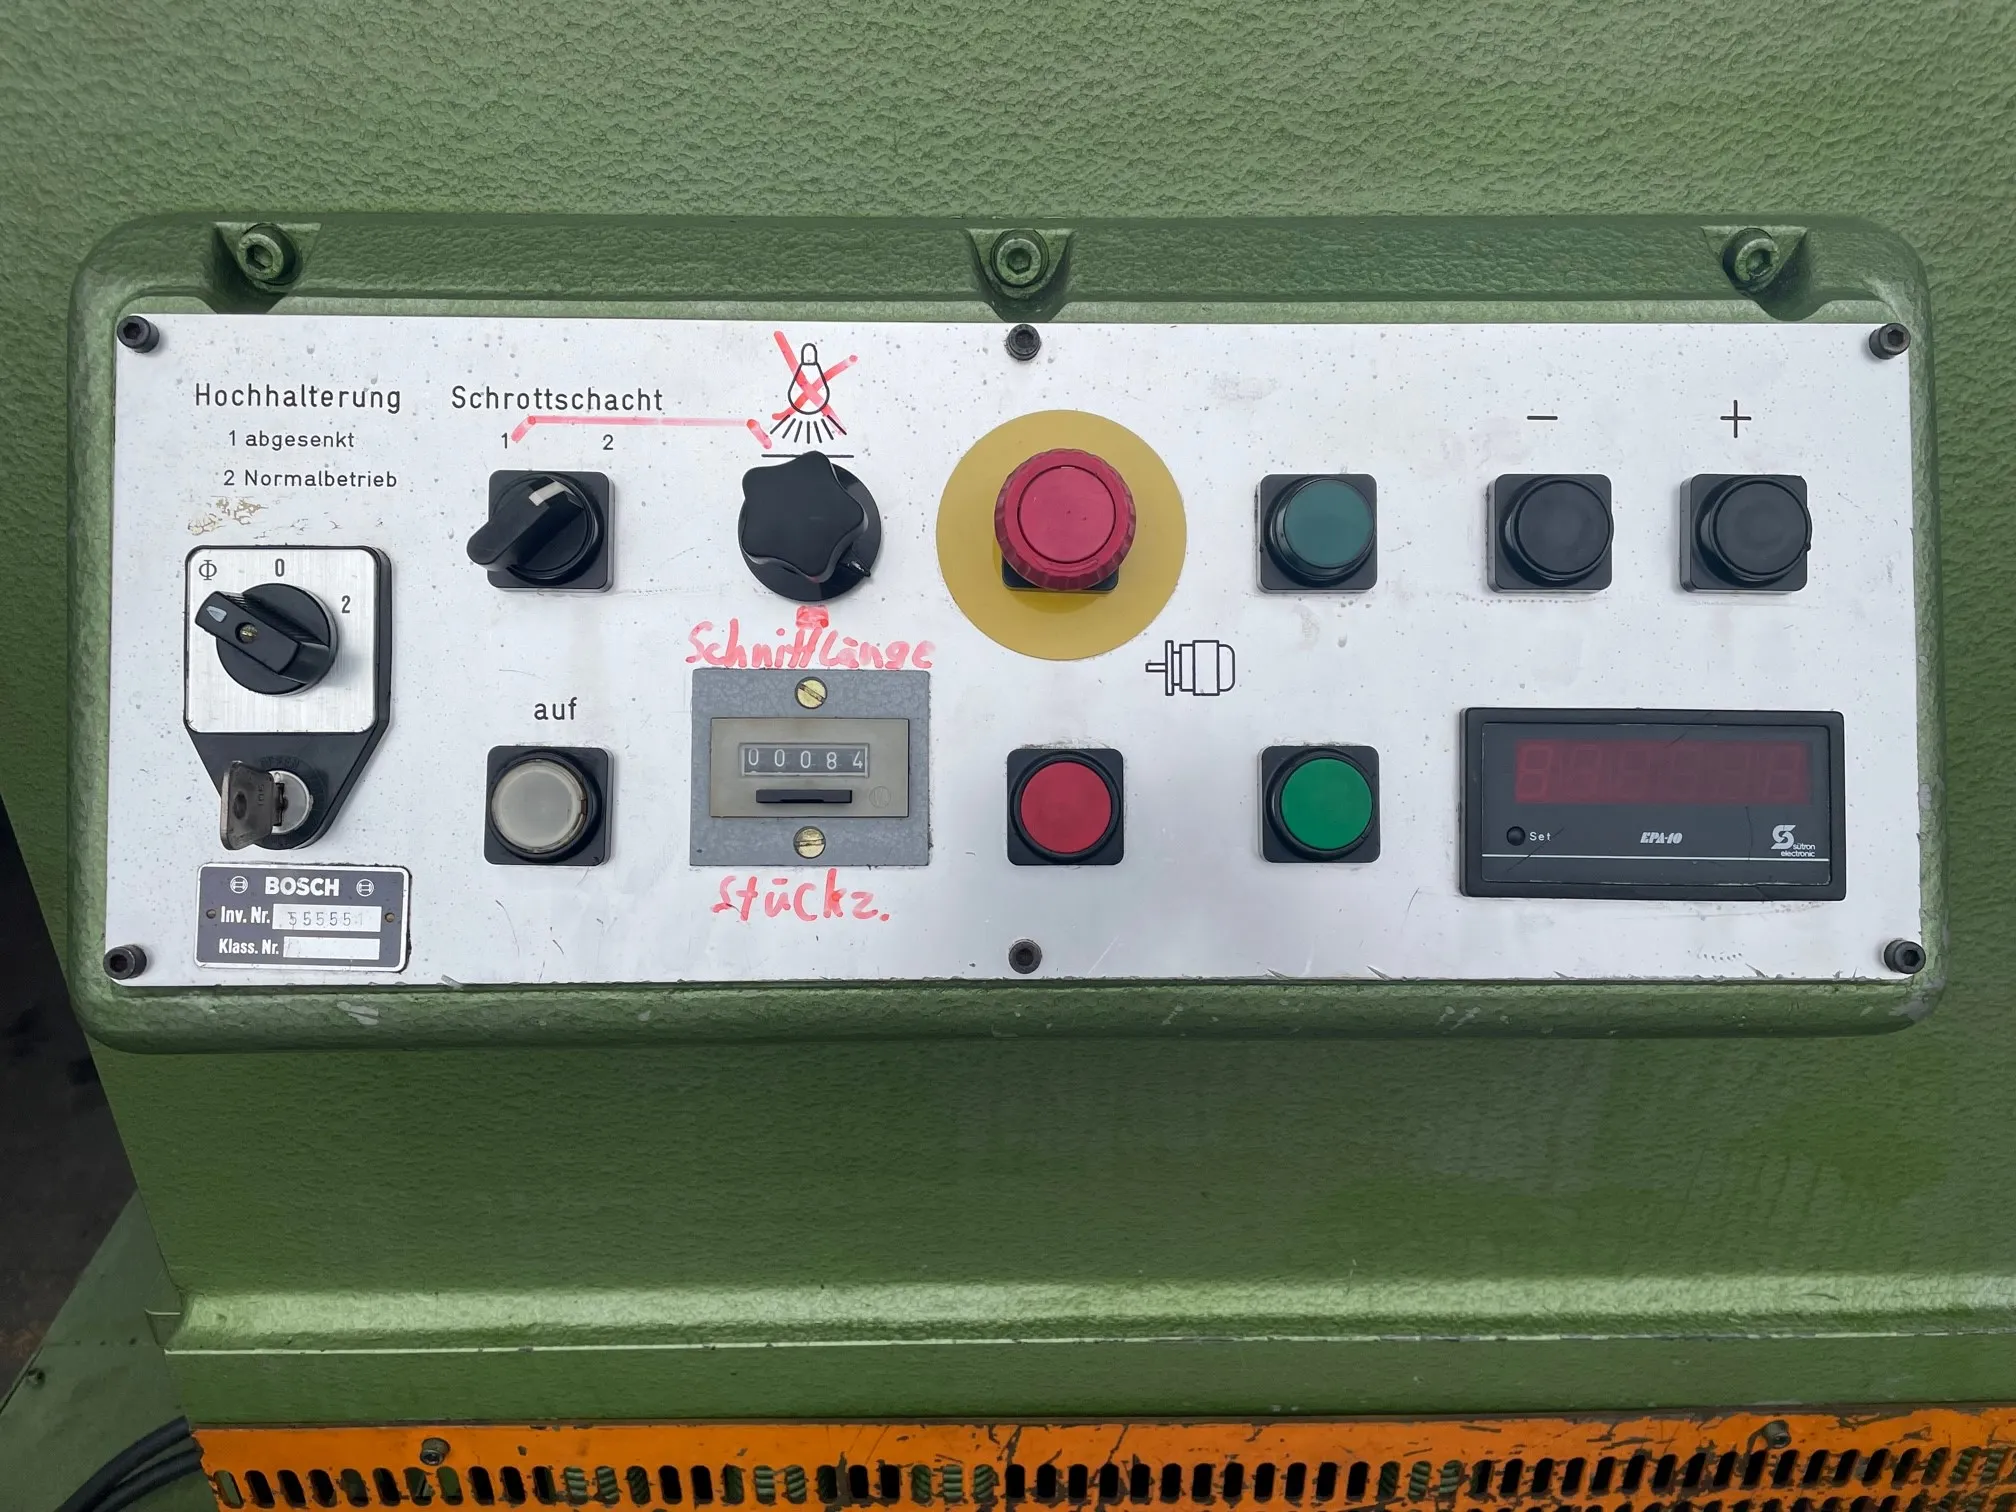 Hochhalterung
1 abgesenkt
2 Normalbetrieb
Schrottschacht
1 2
0
2
Schnittlänge
auf
00084
Stückz.
BOSCH
Inv. Nr. 555551
Klass. Nr.
− +
Set EPA-10 sütron
electronic